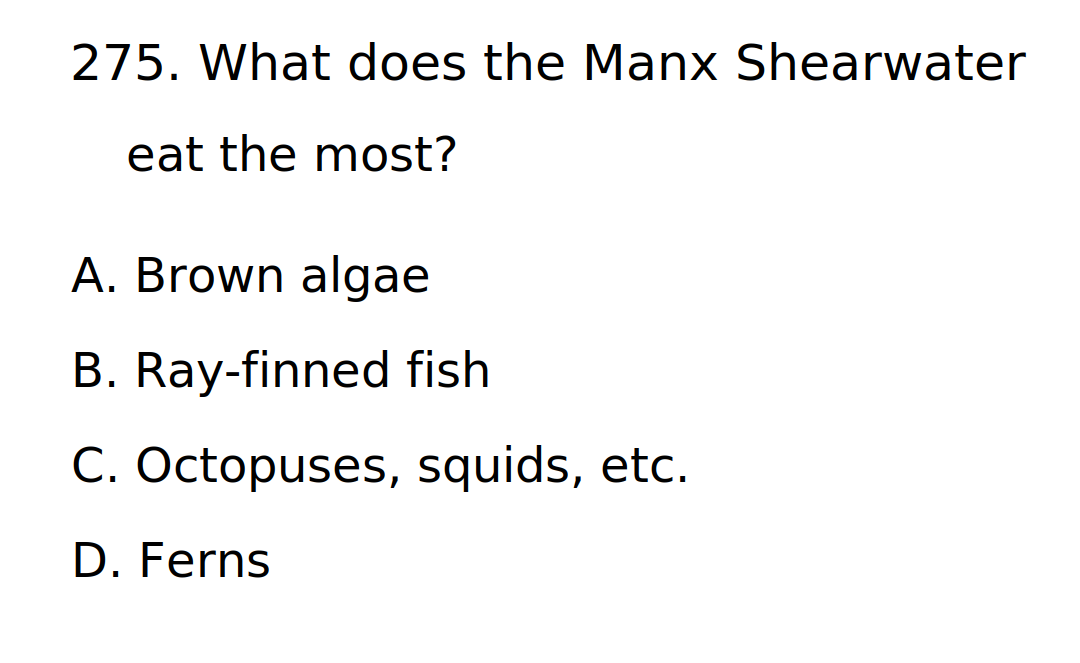 275. What does the Manx Shearwater
eat the most?
A. Brown algae
B. Ray-finned fish
C. Octopuses, squids, etc.
D. Ferns